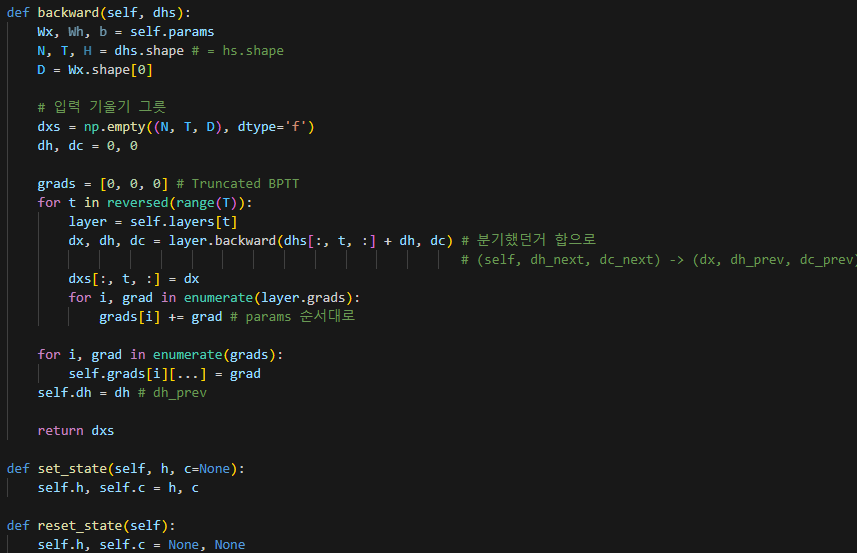 def backward(self, dhs):
    Wx, Wh, b = self.params
    N, T, H = dhs.shape # = hs.shape
    D = Wx.shape[0]

    # 입력 기울기 그릇
    dxs = np.empty((N, T, D), dtype='f')
    dh, dc = 0, 0

    grads = [0, 0, 0] # Truncated BPTT
    for t in reversed(range(T)):
        layer = self.layers[t]
        dx, dh, dc = layer.backward(dhs[:, t, :] + dh, dc) # 분기했던거 합으로
                                                           # (self, dh_next, dc_next) -> (dx, dh_prev, dc_prev)
        dxs[:, t, :] = dx
        for i, grad in enumerate(layer.grads):
            grads[i] += grad # params 순서대로

    for i, grad in enumerate(grads):
        self.grads[i][...] = grad
    self.dh = dh # dh_prev

    return dxs

def set_state(self, h, c=None):
    self.h, self.c = h, c

def reset_state(self):
    self.h, self.c = None, None